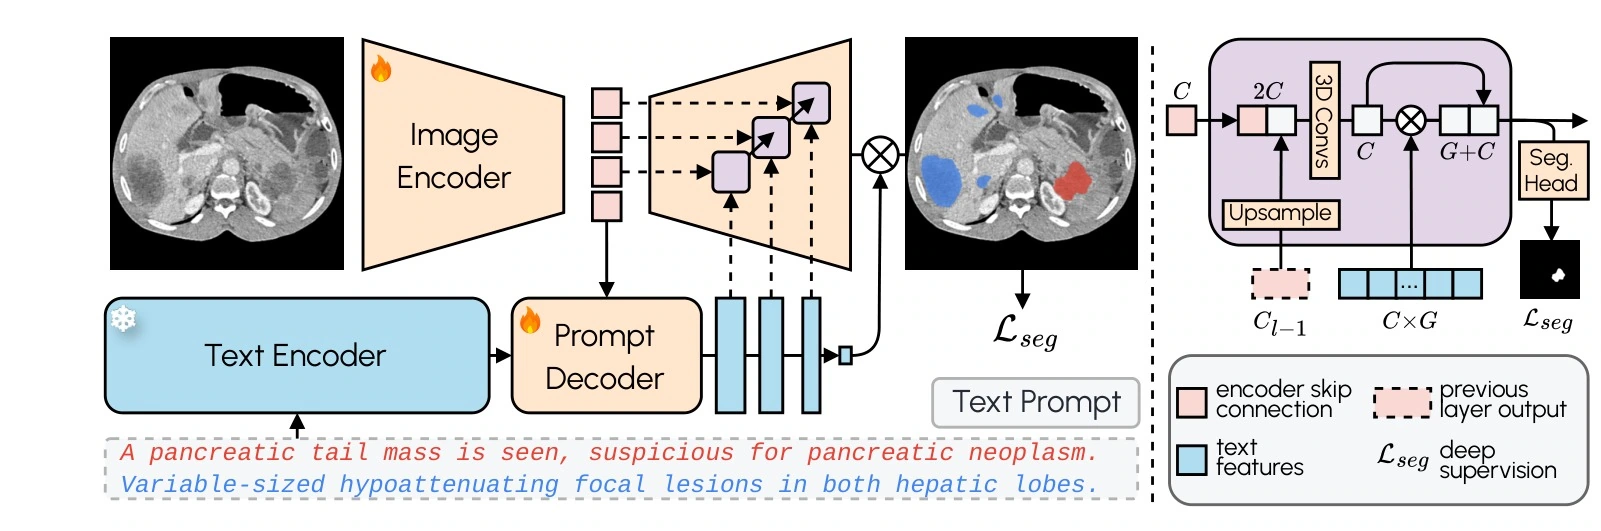 Image
Encoder
Text Encoder
Prompt
Decoder
ℒseg
Text Prompt
A pancreatic tail mass is seen, suspicious for pancreatic neoplasm.
Variable-sized hypoattenuating focal lesions in both hepatic lobes.
C
2C
3D Convs
C
G+C
Upsample
Seg.
Head
Cl−1
...
C×G
ℒseg
encoder skip
connection
previous
layer output
text
features
ℒseg
deep
supervision